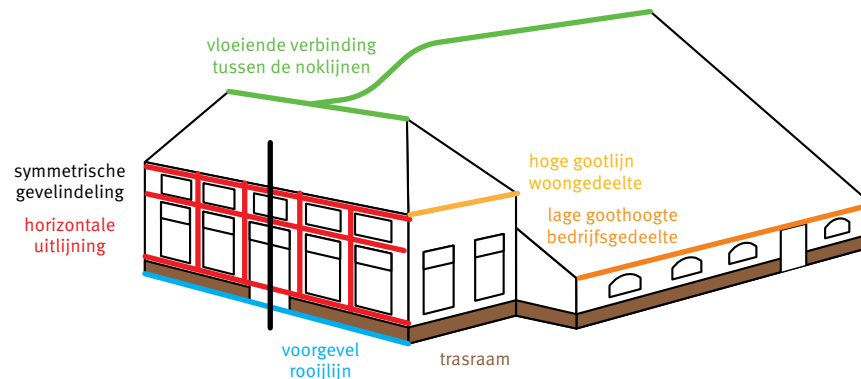 vloeiende verbinding
tussen de noklijnen
symmetrische
gevelindeling
horizontale
uitlijning
hoge gootlijn
woongedeelte
lage goothoogte
bedrijfsgedeelte
voorgevel
rooijlijn
trasraam